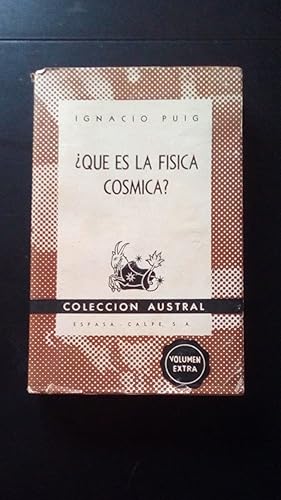 IGNACIO PUIG
¿QUE ES LA FISICA
COSMICA?
COLECCION AUSTRAL
ESPASA - CALPE, S. A.
VOLUMEN
EXTRA